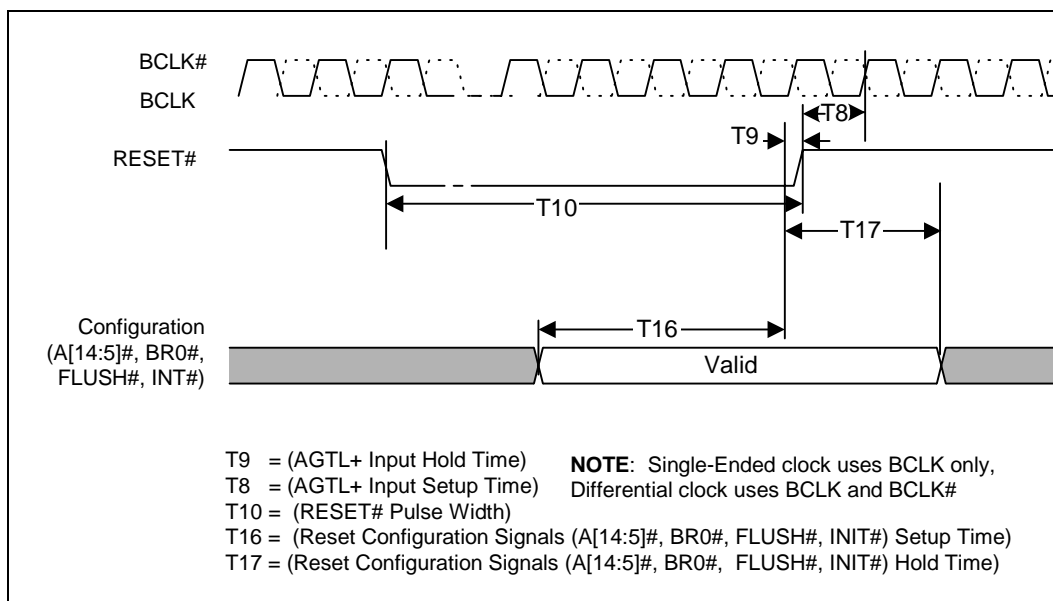 BCLK#
BCLK
T8
T9
RESET#
T10
T17
T16
Configuration
(A[14:5]#, BR0#,
FLUSH#, INT#)
Valid
T9 = (AGTL+ Input Hold Time)
T8 = (AGTL+ Input Setup Time)
T10 = (RESET# Pulse Width)
T16 = (Reset Configuration Signals (A[14:5]#, BR0#, FLUSH#, INIT#) Setup Time)
T17 = (Reset Configuration Signals (A[14:5]#, BR0#, FLUSH#, INIT#) Hold Time)
NOTE: Single-Ended clock uses BCLK only,
Differential clock uses BCLK and BCLK#